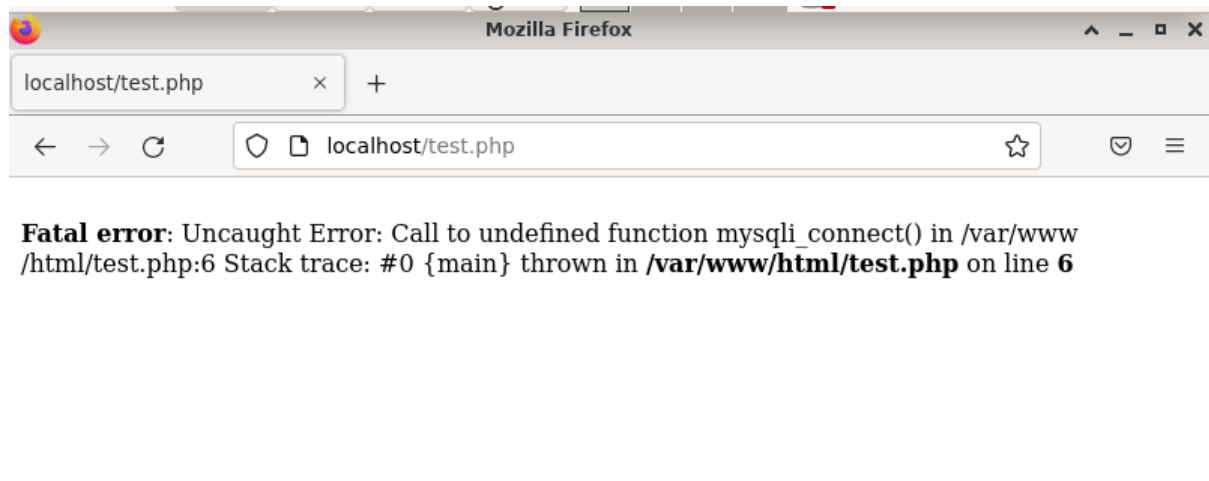 Mozilla Firefox
localhost/test.php
localhost/test.php
Fatal error: Uncaught Error: Call to undefined function mysqli_connect() in /var/www
/html/test.php:6 Stack trace: #0 {main} thrown in /var/www/html/test.php on line 6